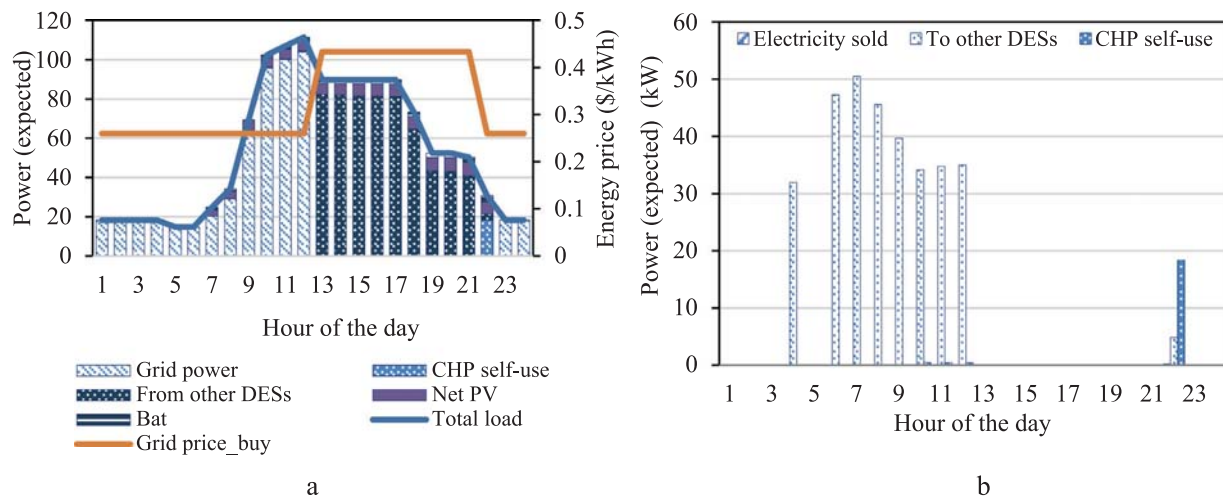 120
100
80
60
40
20
0
Power (expected)
0.5
0.4
0.3
0.2
0.1
0
Energy price ($/kWh)
1 3 5 7 9 11 13 15 17 19 21 23
Hour of the day
Grid power
CHP self-use
From other DESs
Net PV
Bat
Total load
Grid price_buy
a
60
50
40
30
20
10
0
Power (expected) (kW)
Electricity sold To other DESs CHP self-use
1 3 5 7 9 11 13 15 17 19 21 23
Hour of the day
b